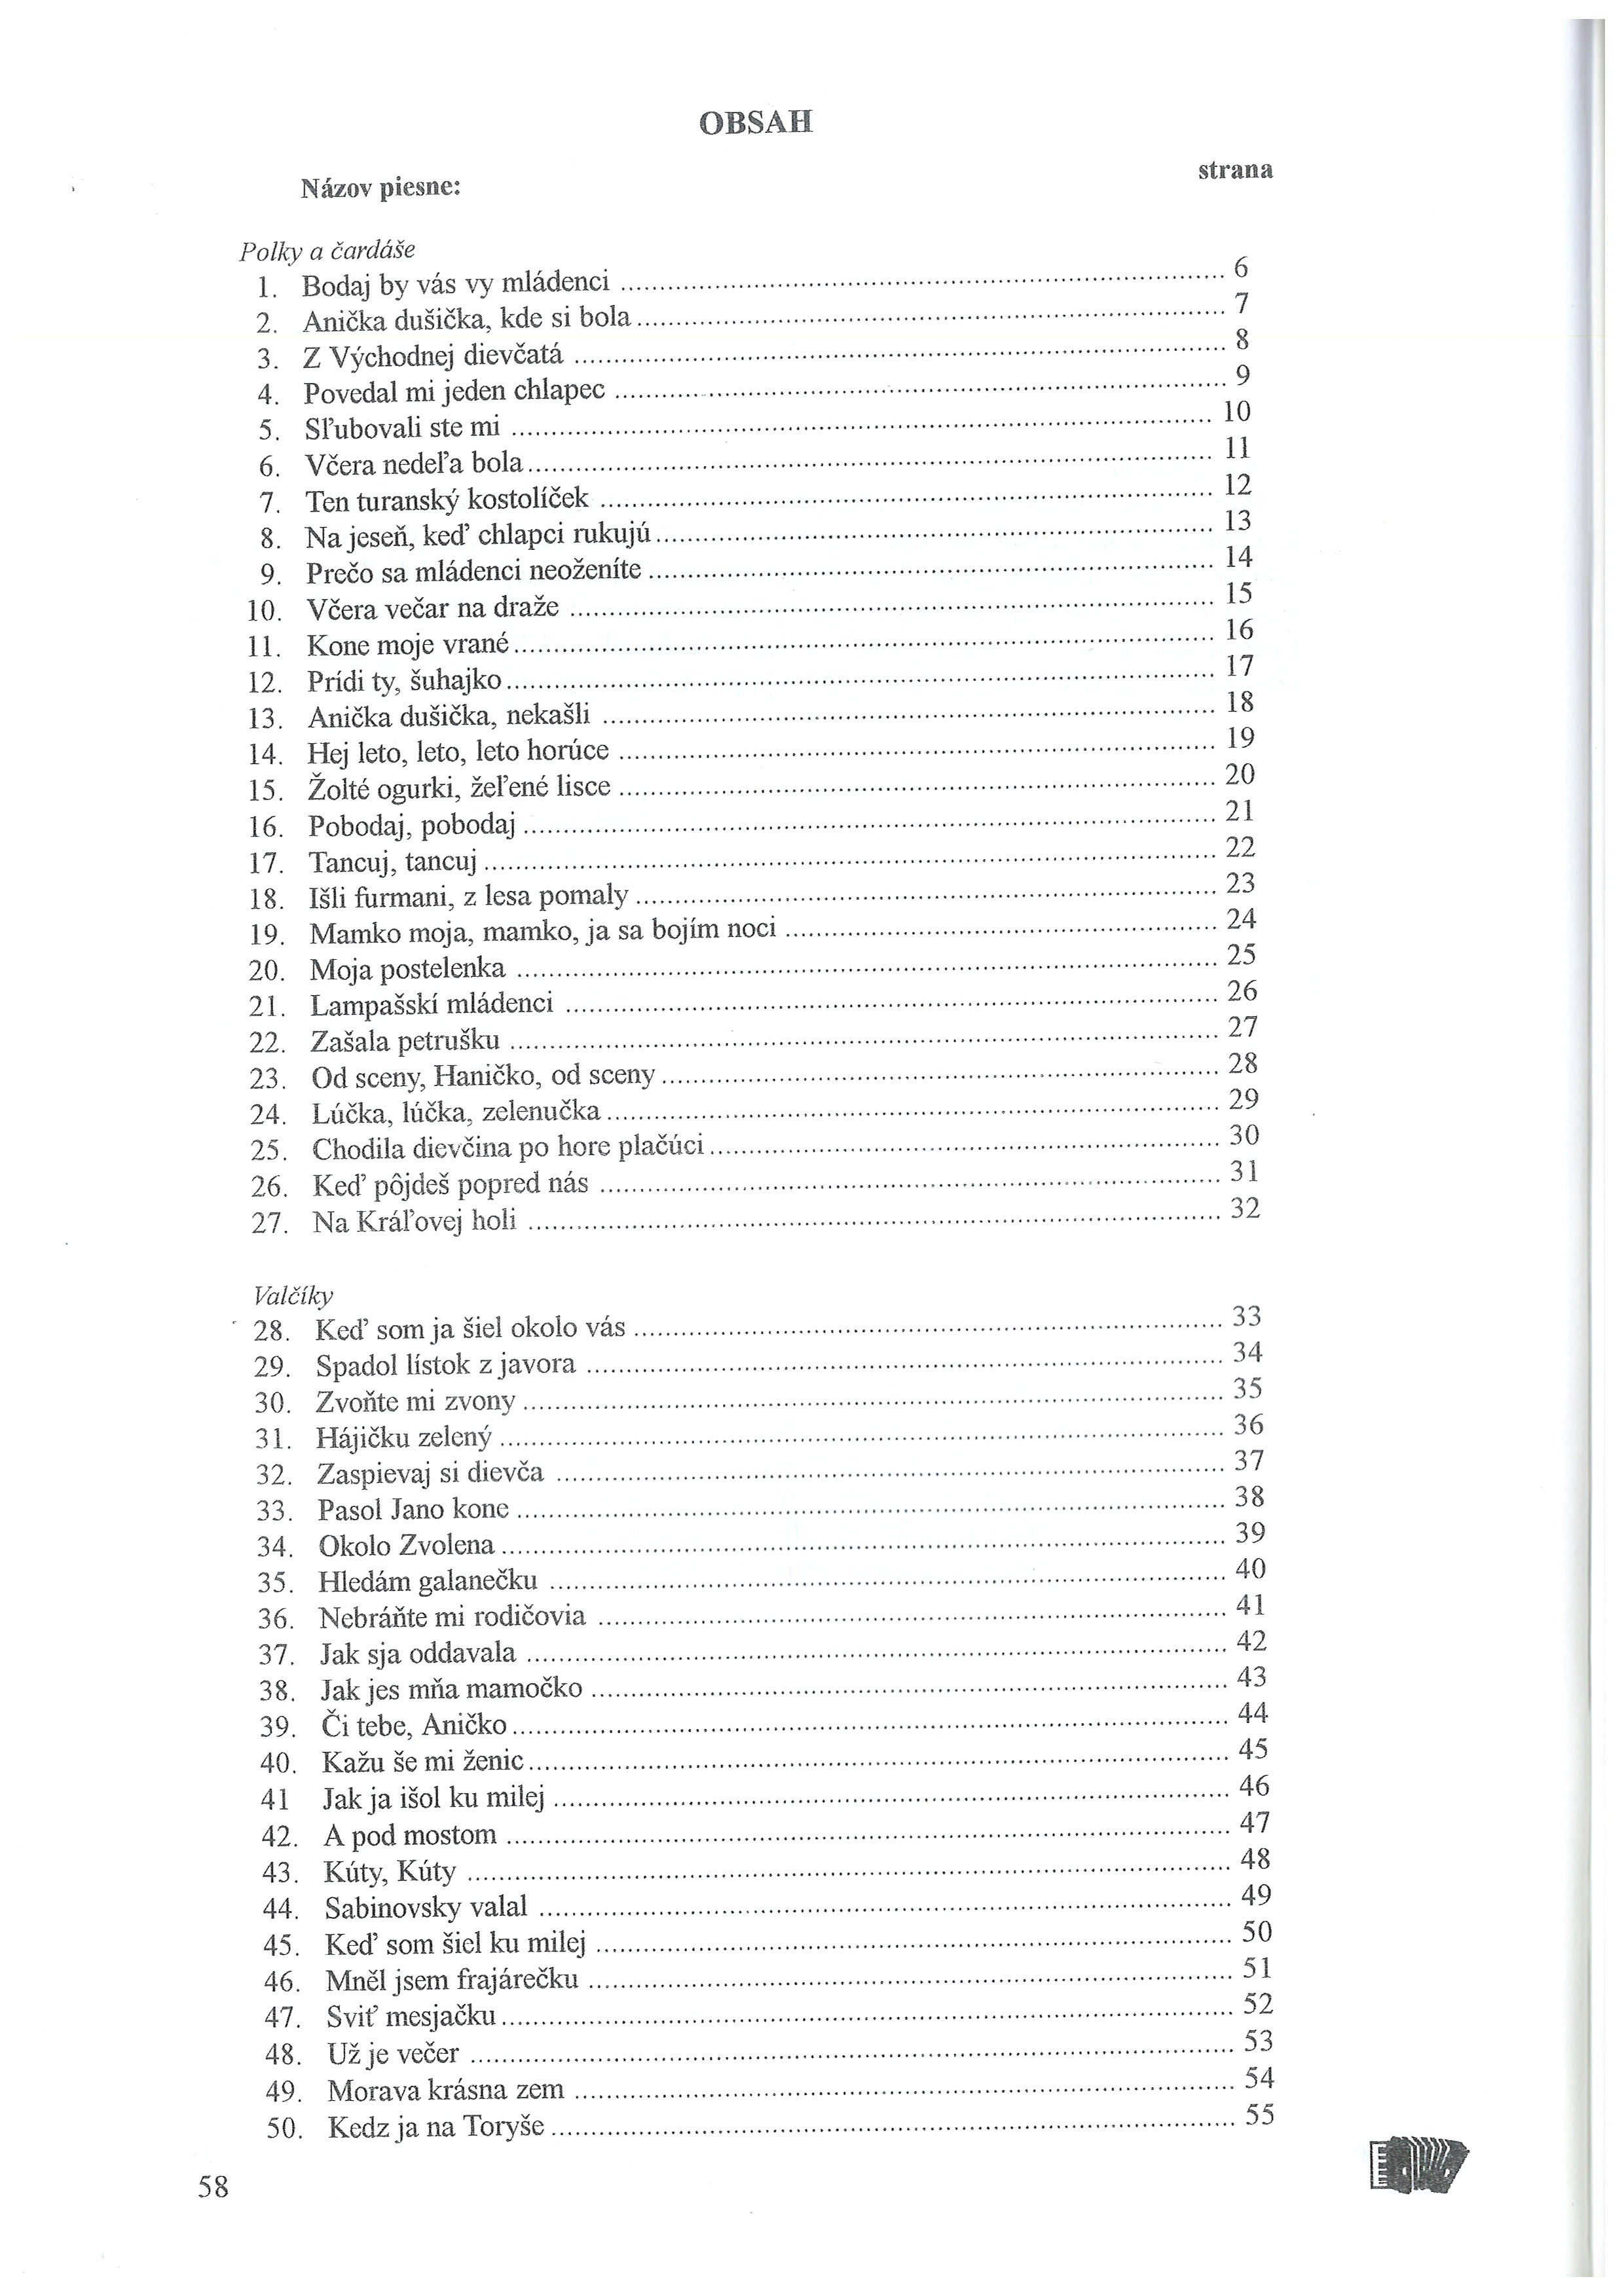 OBSAH
Názov piesne: strana
Polky a čardáše
1. Bodaj by vás vy mládenci 6
2. Anička dušička, kde si bola 7
3. Z Východnej dievčatá 8
4. Povedal mi jeden chlapec 9
5. Sľubovali ste mi 10
6. Včera nedeľa bola 11
7. Ten turanský kostolíček 12
8. Na jeseň, keď chlapci rukujú 13
9. Prečo sa mládenci neoženíte 14
10. Včera večar na draže 15
11. Kone moje vrané 16
12. Prídi ty, šuhajko 17
13. Anička dušička, nekašli 18
14. Hej leto, leto, leto horúce 19
15. Žolté ogurki, žeľené lisce 20
16. Pobodaj, pobodaj 21
17. Tancuj, tancuj 22
18. Išli furmani, z lesa pomaly 23
19. Mamko moja, mamko, ja sa bojím noci 24
20. Moja postelenka 25
21. Lampašskí mládenci 26
22. Zašala petrušku 27
23. Od sceny, Haničko, od sceny 28
24. Lúčka, lúčka, zelenučka 29
25. Chodila dievčina po hore plačúci 30
26. Keď pôjdeš popred nás 31
27. Na Kráľovej holi 32
Valčíky
28. Keď som ja šiel okolo vás 33
29. Spadol lístok z javora 34
30. Zvoňte mi zvony 35
31. Hájičku zelený 36
32. Zaspievaj si dievča 37
33. Pasol Jano kone 38
34. Okolo Zvolena 39
35. Hledám galanečku 40
36. Nebráňte mi rodičovia 41
37. Jak sja oddavala 42
38. Jak jes mňa mamočko 43
39. Či tebe, Aničko 44
40. Kažu še mi ženic 45
41 Jak ja išol ku milej 46
42. A pod mostom 47
43. Kúty, Kúty 48
44. Sabinovsky valal 49
45. Keď som šiel ku milej 50
46. Mněl jsem frajárečku 51
47. Sviť mesjačku 52
48. Už je večer 53
49. Morava krásna zem 54
50. Kedz ja na Toryše 55
58